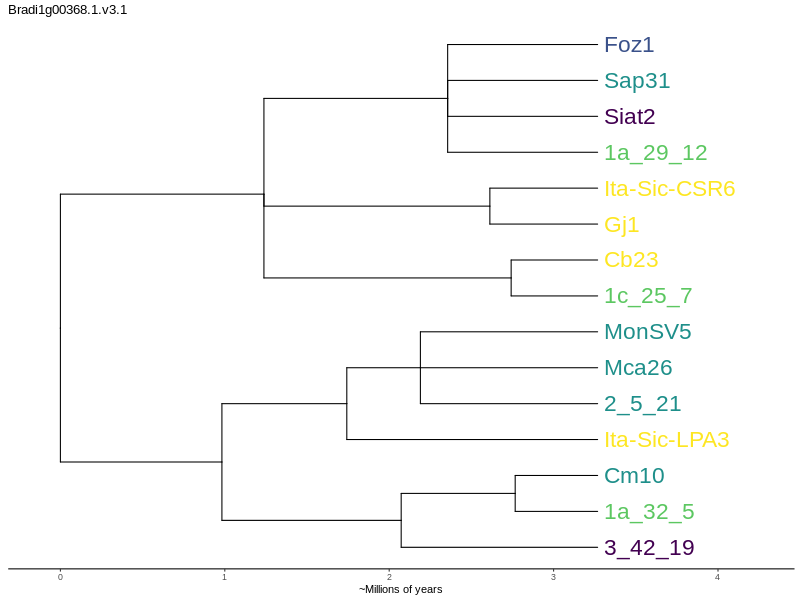 Bradi1g00368.1.v3.1
Foz1
Sap31
Siat2
1a_29_12
Ita-Sic-CSR6
Gj1
Cb23
1c_25_7
MonSV5
Mca26
2_5_21
Ita-Sic-LPA3
Cm10
1a_32_5
3_42_19
0 1 2 3 4
~Millions of years